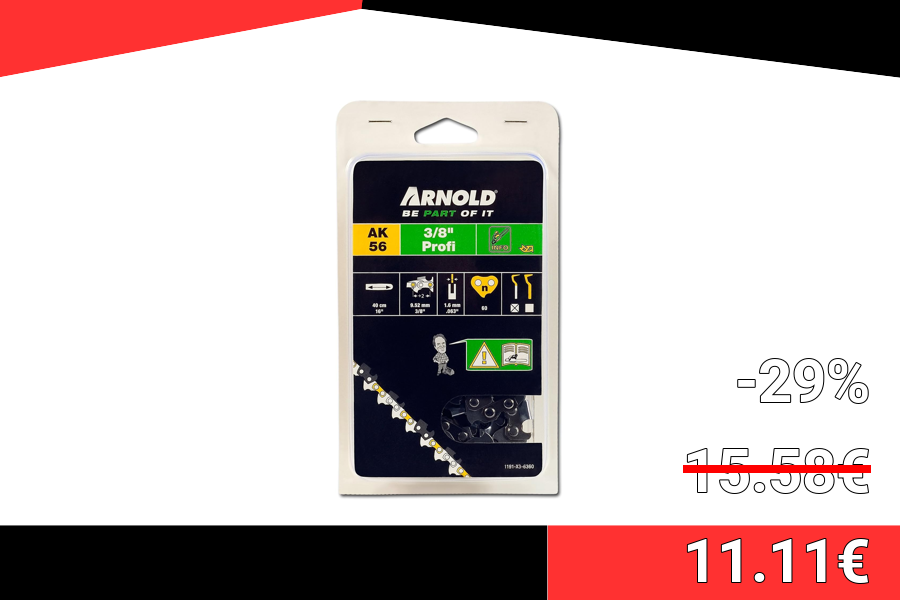 ARNOLD
BE PART OF IT
AK
56
3/8"
Profi
40 cm
16"
÷2
9.52 mm
3/8"
1.6 mm
.063"
n
60
1191-X3-6360
-29%
15.58€
11.11€